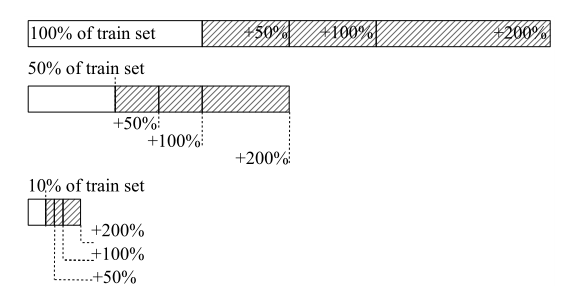 100% of train set +50% +100% +200%
50% of train set
+50%
+100%
+200%
10% of train set
+200%
+100%
+50%